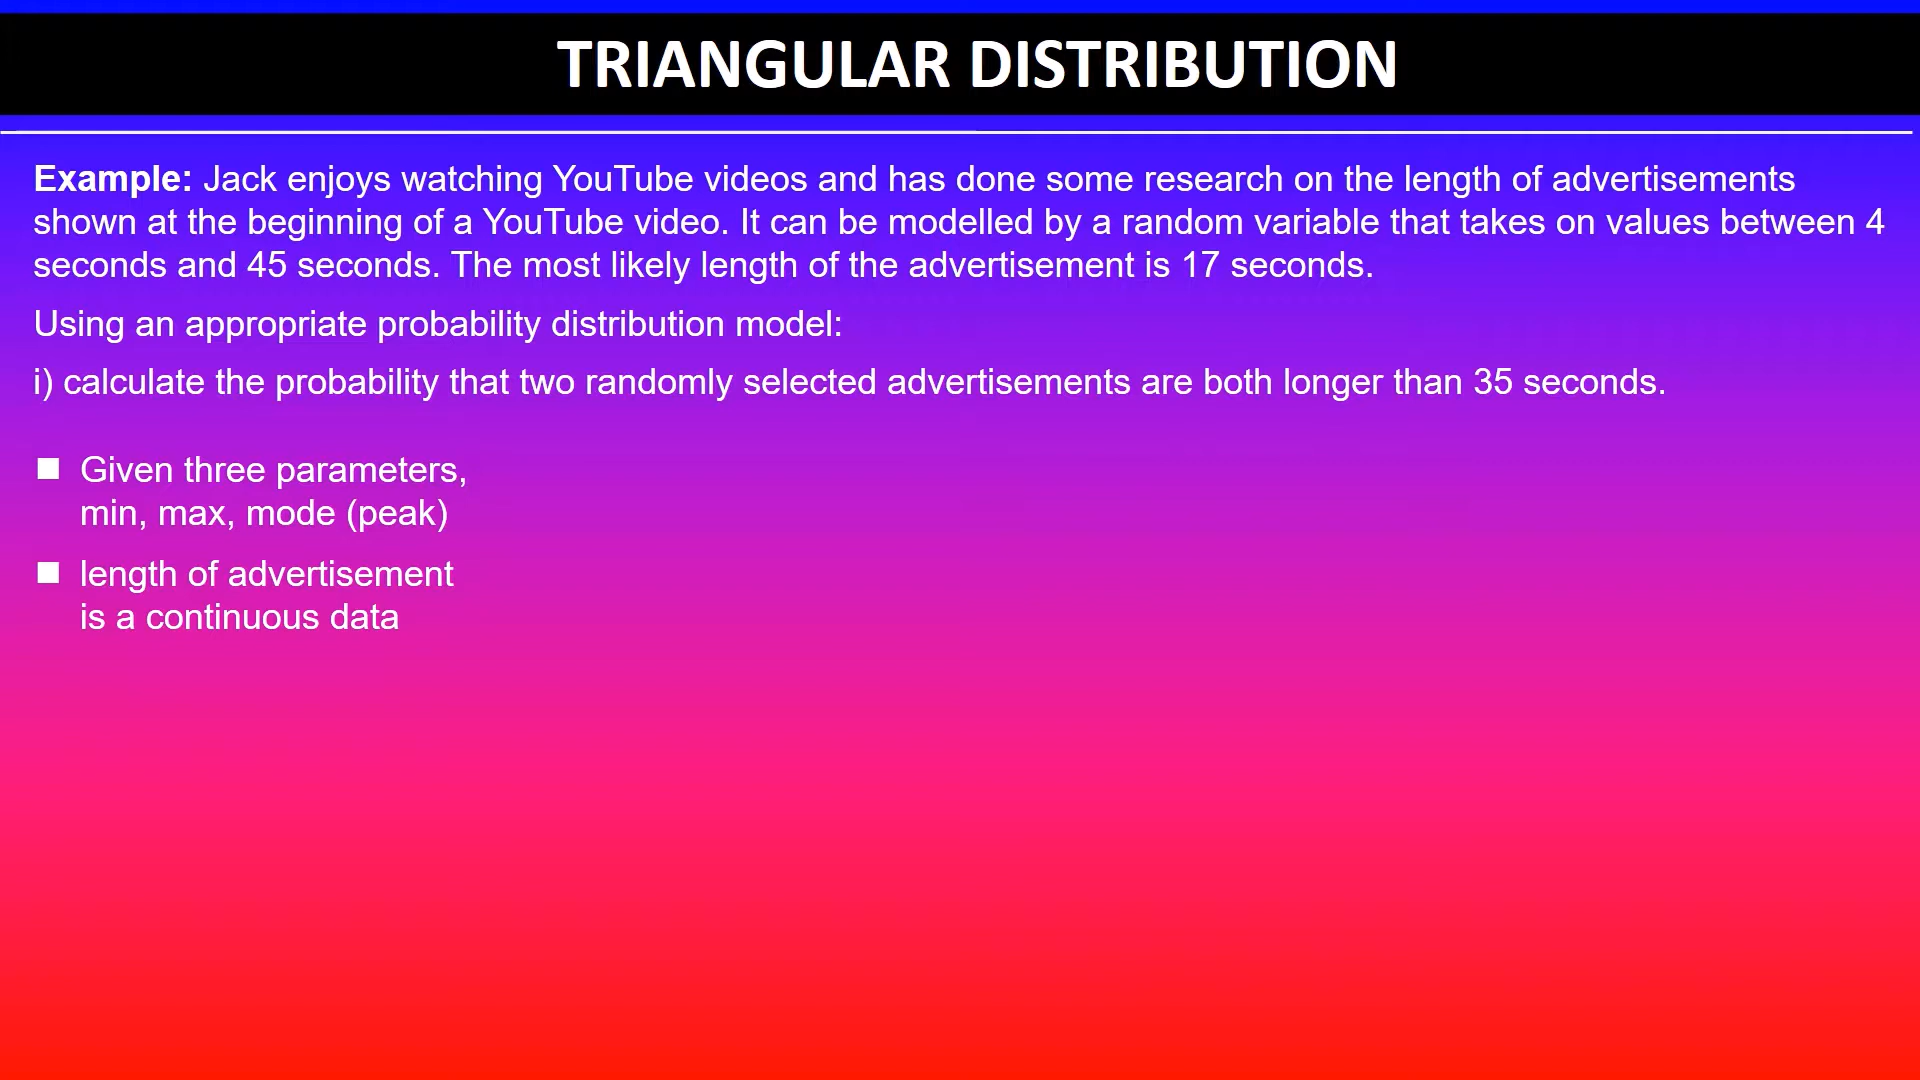 TRIANGULAR DISTRIBUTION
Example: Jack enjoys watching YouTube videos and has done some research on the length of advertisements
shown at the beginning of a YouTube video. It can be modelled by a random variable that takes on values between 4
seconds and 45 seconds. The most likely length of the advertisement is 17 seconds.
Using an appropriate probability distribution model:
i) calculate the probability that two randomly selected advertisements are both longer than 35 seconds.
■ Given three parameters,
min, max, mode (peak)
■ length of advertisement
is a continuous data